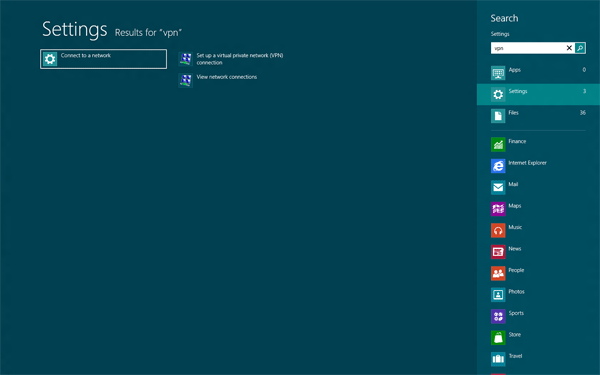 Settings Results for "vpn"
Connect to a network
Set up a virtual private network (VPN)
connection
View network connections
Search
Settings
vpn
Apps 0
Settings 3
Files 36
Finance
Internet Explorer
Mail
Maps
Music
News
People
Photos
Sports
Store
Travel